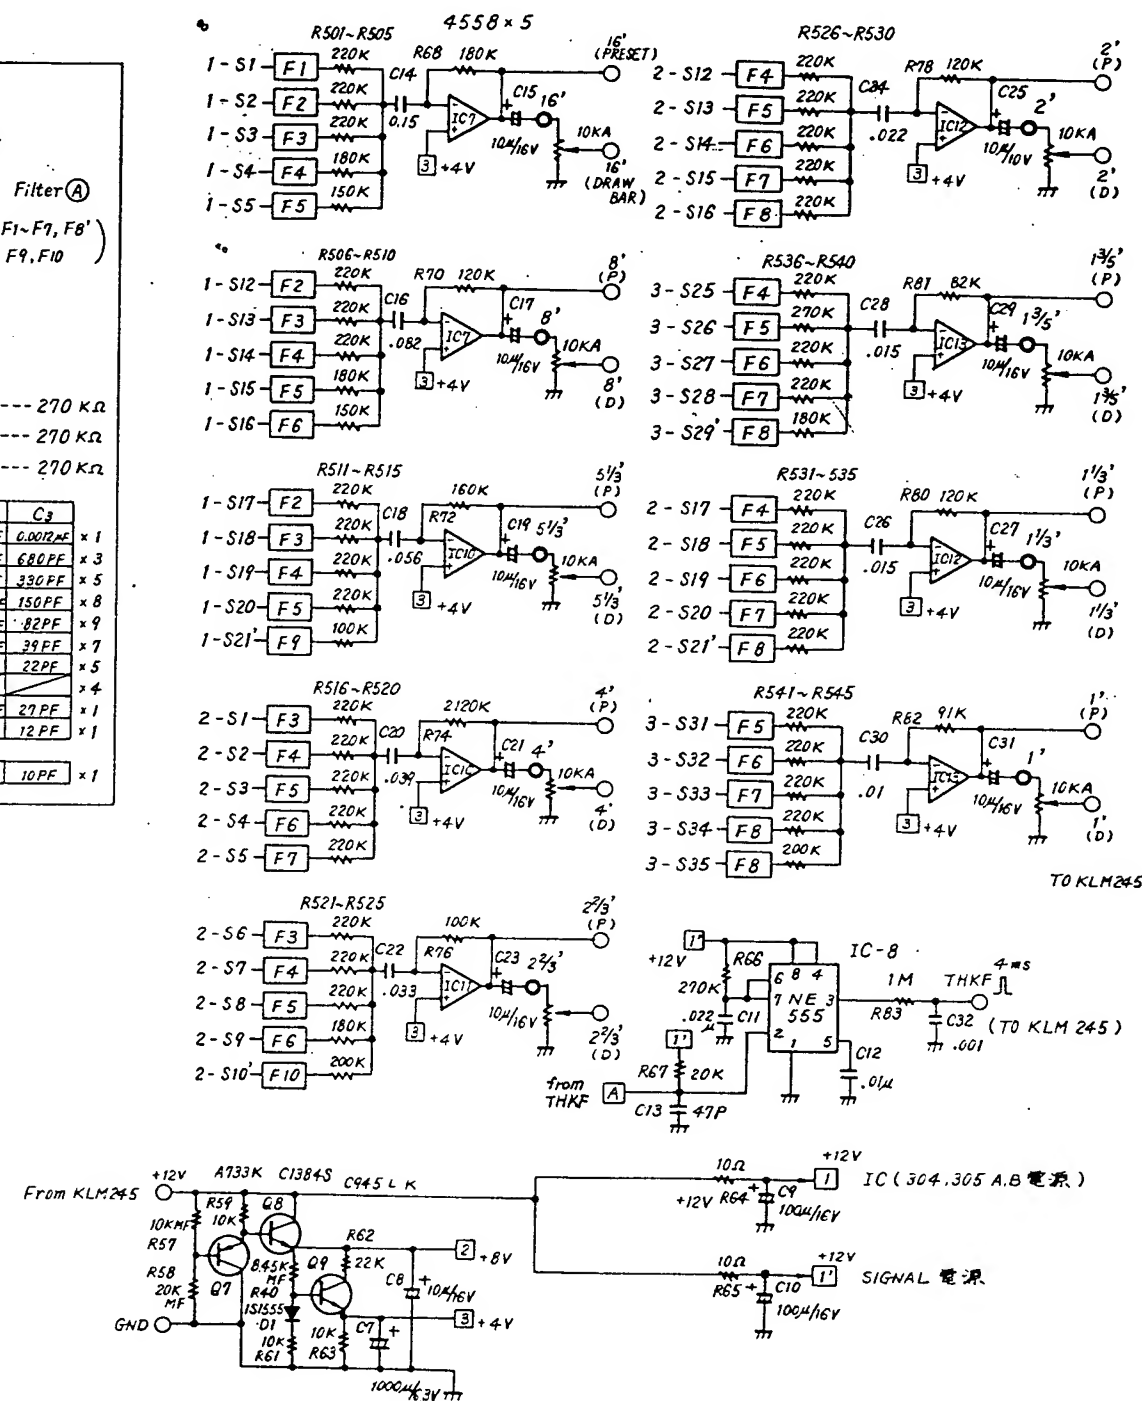 Filter Ⓐ
F1~F7, F8'
F9, F10
--- 270 KΩ
--- 270 KΩ
--- 270 KΩ
C3
0.0012μF × 1
680PF × 3
330PF × 5
150PF × 8
82PF × 9
39PF × 7
22PF × 5
× 4
27PF × 1
12PF × 1
10PF × 1
4558 × 5
R501~R505
1-S1 F1 220K
1-S2 F2 220K
1-S3 F3 220K
1-S4 F4 180K
1-S5 F5 150K
C14 0.15
R68 180K
IC7
3 +4V
C15 + 10μ/16V
16'
10KA
16'
(PRESET)
16'
(DRAW
BAR)
R506~R510
1-S12 F2 220K
1-S13 F3 220K
1-S14 F4 220K
1-S15 F5 180K
1-S16 F6 150K
C16 .082
R70 120K
IC7
3 +4V
C17 + 10μ/16V
8'
10KA
8'
(P)
8'
(D)
R511~R515
1-S17 F2 220K
1-S18 F3 220K
1-S19 F4 220K
1-S20 F5 220K
1-S21' F9 100K
C18 .056
R72 160K
IC10
3 +4V
C19 + 10μ/16V
5 1/3'
10KA
5 1/3'
(P)
5 1/3'
(D)
R516~R520
2-S1 F3 220K
2-S2 F4 220K
2-S3 F5 220K
2-S4 F6 220K
2-S5 F7 220K
C20 .039
R74 2120K
3 +4V
C21 + 10μ/16V
4'
10KA
4'
(P)
4'
(D)
R521~R525
2-S6 F3 220K
2-S7 F4 220K
2-S8 F5 220K
2-S9 F6 180K
2-S10' F10 200K
C22 .033
R76 100K
IC11
3 +4V
C23 + 10μ/16V
2 2/3'
10KA
2 2/3'
(P)
2 2/3'
(D)
R526~R530
2-S12 F4 220K
2-S13 F5 220K
2-S14 F6 220K
2-S15 F7 220K
2-S16 F8 220K
C24 .022
R78 120K
IC12
3 +4V
C25 + 10μ/10V
2'
10KA
2'
(P)
2'
(D)
R536~R540
3-S25 F4 220K
3-S26 F5 270K
3-S27 F6 220K
3-S28 F7 220K
3-S29' F8 180K
C28 .015
R81 82K
IC13
3 +4V
C29 + 10μ/16V
1 3/5'
10KA
1 3/5'
(P)
1 3/5'
(D)
R531~535
2-S17 F4 220K
2-S18 F5 220K
2-S19 F6 220K
2-S20 F7 220K
2-S21' F8 220K
C26 .015
R80 120K
IC12
3 +4V
C27 + 10μ/16V
1 1/3'
10KA
1 1/3'
(P)
1 1/3'
(D)
R541~R545
3-S31 F5 220K
3-S32 F6 220K
3-S33 F7 220K
3-S34 F8 220K
3-S35 F8 200K
C30 .01
R82 91K
IC13
3 +4V
C31 + 10μ/16V
1'
10KA
1'
(P)
1'
(D)
TO KLM245
1' +12V
R66 270K
.022μ C11
IC-8
6 8 4
7 NE 3
555
2 1 5
1M
R83
THKF 4ms
C32 .001
(TO KLM 245)
C12 .01μ
1'
R67 20K
from
THKF
A
C13 47P
From KLM245
+12V
A733K C1384S C945 L K
R59 10K
Q8
10KMF
R57
R58
20K
MF
Q7
GND
8.45K
MF
R40
1S1555
D1
10K
R61
Q9
R62
22K
10K
R63
C7 +
1000μ/6.3V
C8 + 10μ/16V
2 +8V
3 +4V
10Ω
+12V R64
C9
100μ/16V
+12V
1
IC (304,305 A,B 電源)
10Ω
R65 + C10
100μ/16V
+12V
1'
SIGNAL 電源